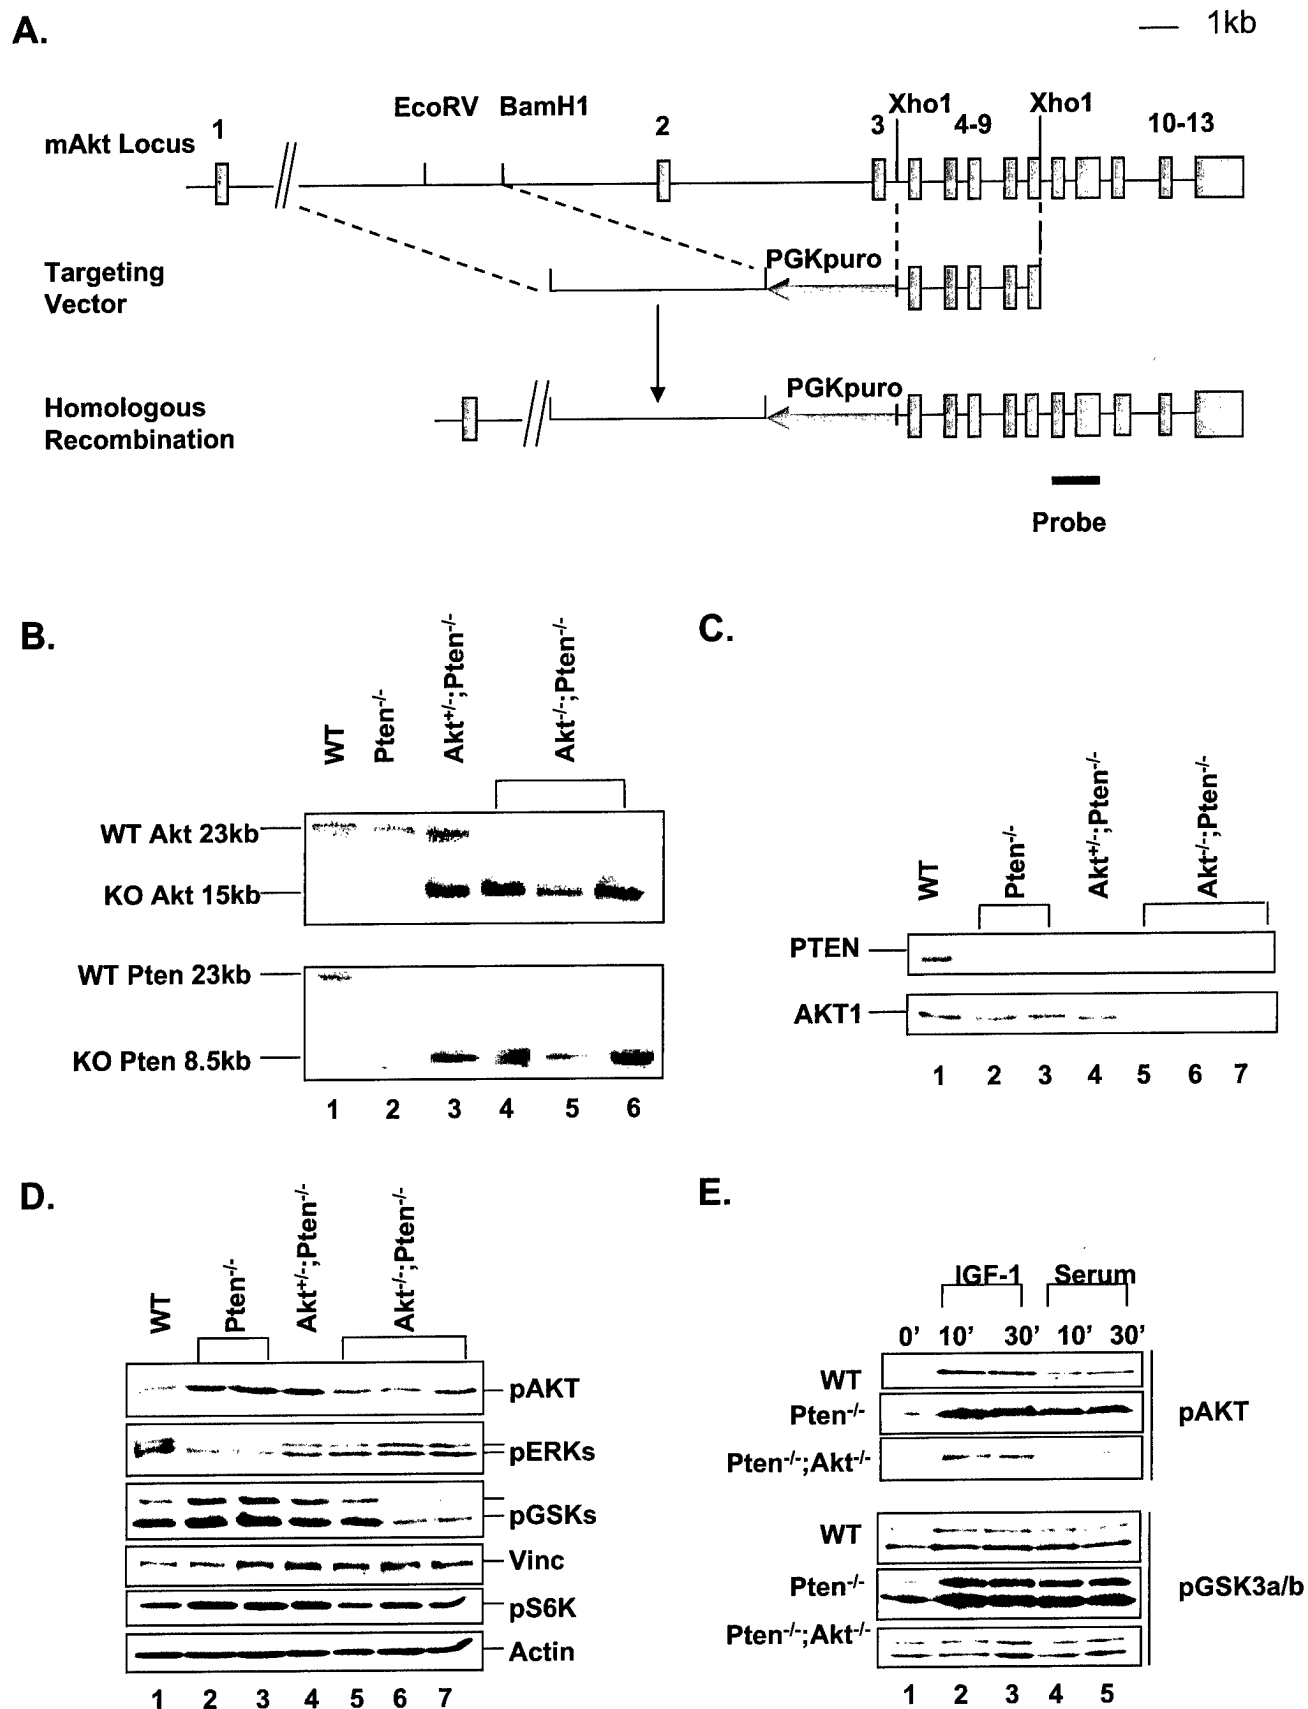 A.
1kb
EcoRV BamH1 Xho1 Xho1
mAkt Locus 1 2 3 4-9 10-13
Targeting
Vector
PGKpuro
Homologous
Recombination
PGKpuro
Probe
B.
WT Pten-/- Akt+/-;Pten-/- Akt-/-;Pten-/-
WT Akt 23kb
KO Akt 15kb
WT Pten 23kb
KO Pten 8.5kb
1 2 3 4 5 6
C.
WT Pten-/- Akt+/-;Pten-/- Akt-/-;Pten-/-
PTEN
AKT1
1 2 3 4 5 6 7
D.
WT Pten-/- Akt+/-;Pten-/- Akt-/-;Pten-/-
pAKT
pERKs
pGSKs
Vinc
pS6K
Actin
1 2 3 4 5 6 7
E.
IGF-1 Serum
0' 10' 30' 10' 30'
WT
Pten-/-
Pten-/-;Akt-/-
pAKT
WT
Pten-/-
Pten-/-;Akt-/-
pGSK3a/b
1 2 3 4 5